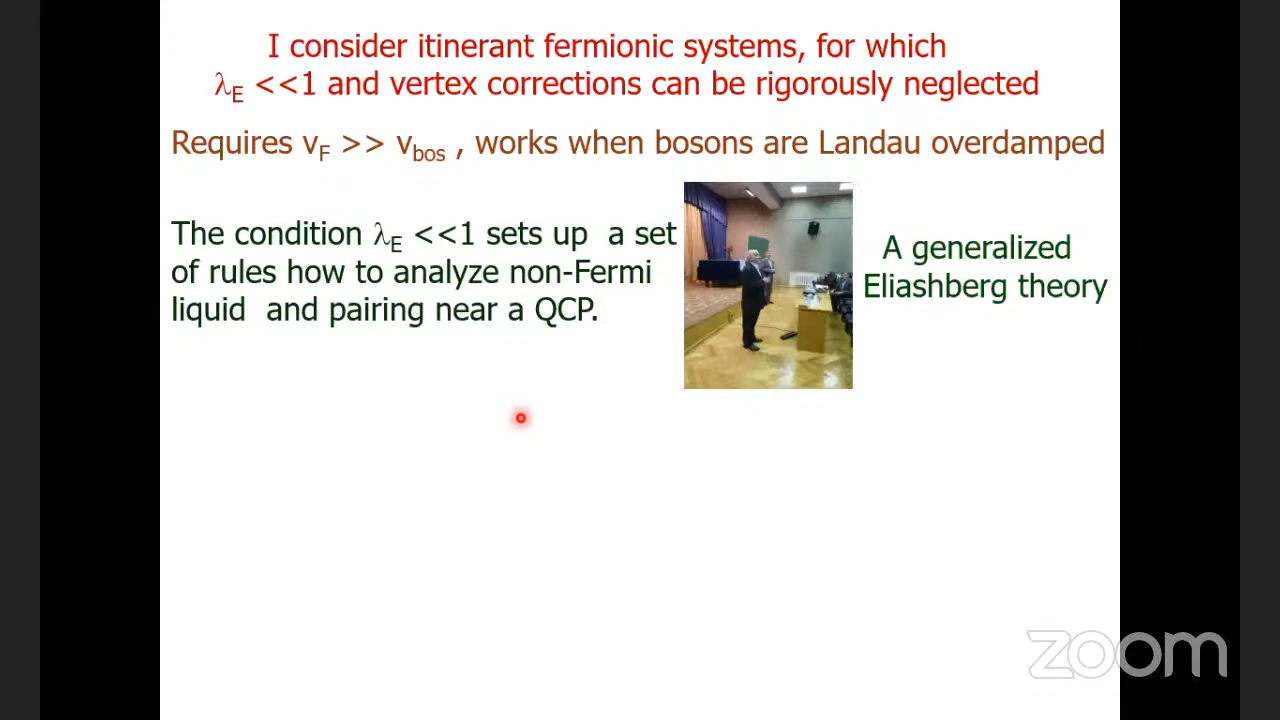 I consider itinerant fermionic systems, for which
λE <<1 and vertex corrections can be rigorously neglected
Requires vF >> vbos , works when bosons are Landau overdamped
The condition λE <<1 sets up a set
of rules how to analyze non-Fermi
liquid and pairing near a QCP.
A generalized
Eliashberg theory
zoom